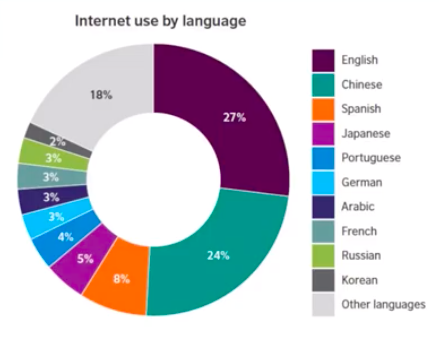 Internet use by language
27%
24%
8%
5%
4%
3%
3%
3%
3%
2%
18%
English
Chinese
Spanish
Japanese
Portuguese
German
Arabic
French
Russian
Korean
Other languages